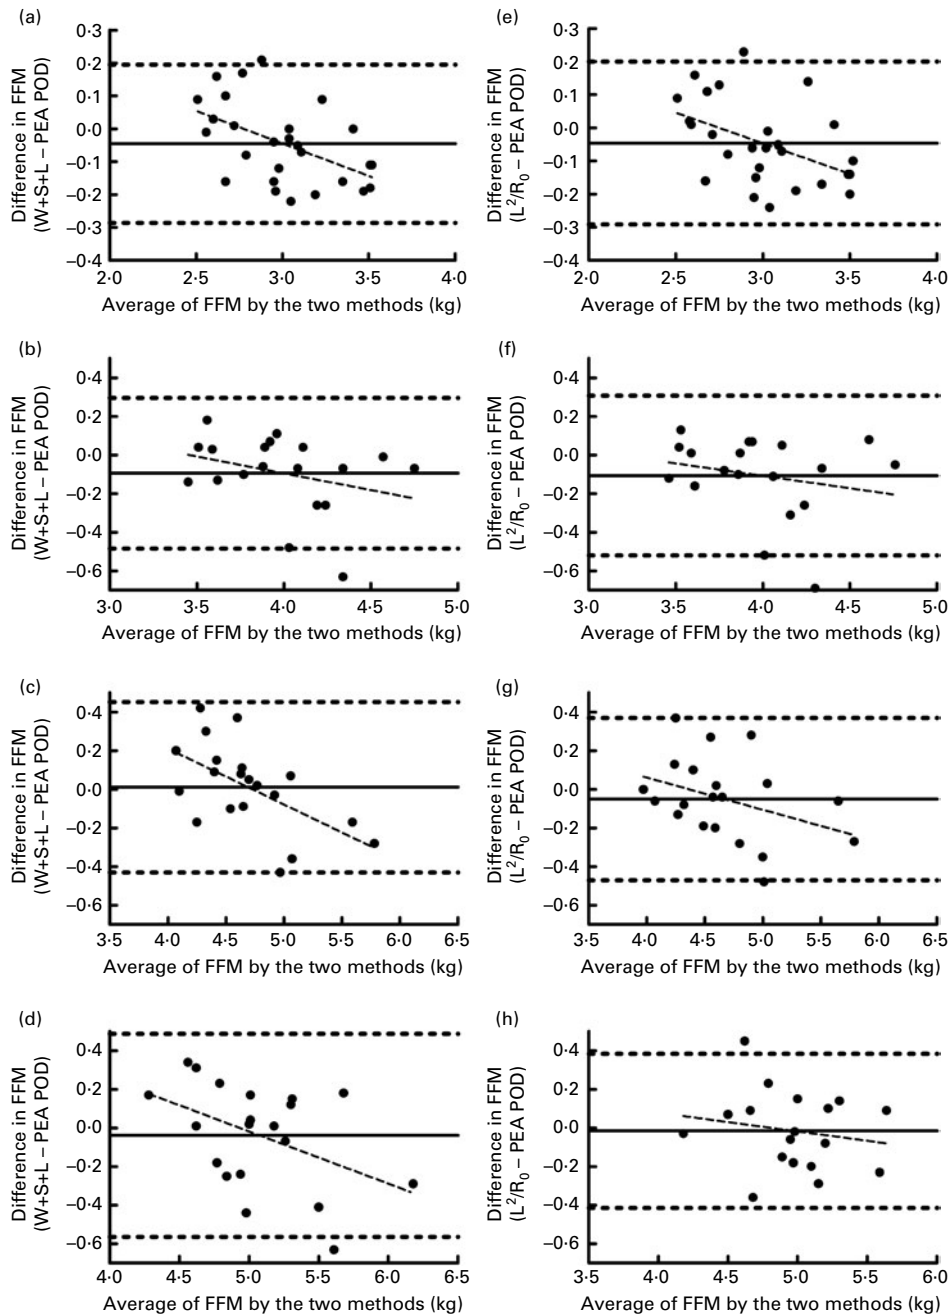 (a)
Difference in FFM
(W+S+L – PEA POD)
0·3
0·2
0·1
0·0
–0·1
–0·2
–0·3
–0·4
2·0 2·5 3·0 3·5 4·0
Average of FFM by the two methods (kg)
(e)
Difference in FFM
(L²/R₀ – PEA POD)
0·3
0·2
0·1
0·0
–0·1
–0·2
–0·3
–0·4
2·0 2·5 3·0 3·5 4·0
Average of FFM by the two methods (kg)
(b)
Difference in FFM
(W+S+L – PEA POD)
0·4
0·2
0·0
–0·2
–0·4
–0·6
3·0 3·5 4·0 4·5 5·0
Average of FFM by the two methods (kg)
(f)
Difference in FFM
(L²/R₀ – PEA POD)
0·4
0·2
0·0
–0·2
–0·4
–0·6
3·0 3·5 4·0 4·5 5·0
Average of FFM by the two methods (kg)
(c)
Difference in FFM
(W+S+L – PEA POD)
0·4
0·2
0·0
–0·2
–0·4
–0·6
3·5 4·0 4·5 5·0 5·5 6·0 6·5
Average of FFM by the two methods (kg)
(g)
Difference in FFM
(L²/R₀ – PEA POD)
0·4
0·2
0·0
–0·2
–0·4
–0·6
3·5 4·0 4·5 5·0 5·5 6·0 6·5
Average of FFM by the two methods (kg)
(d)
Difference in FFM
(W+S+L – PEA POD)
0·4
0·2
0·0
–0·2
–0·4
–0·6
4·0 4·5 5·0 5·5 6·0 6·5
Average of FFM by the two methods (kg)
(h)
Difference in FFM
(L²/R₀ – PEA POD)
0·4
0·2
0·0
–0·2
–0·4
–0·6
3·5 4·0 4·5 5·0 5·5 6·0
Average of FFM by the two methods (kg)